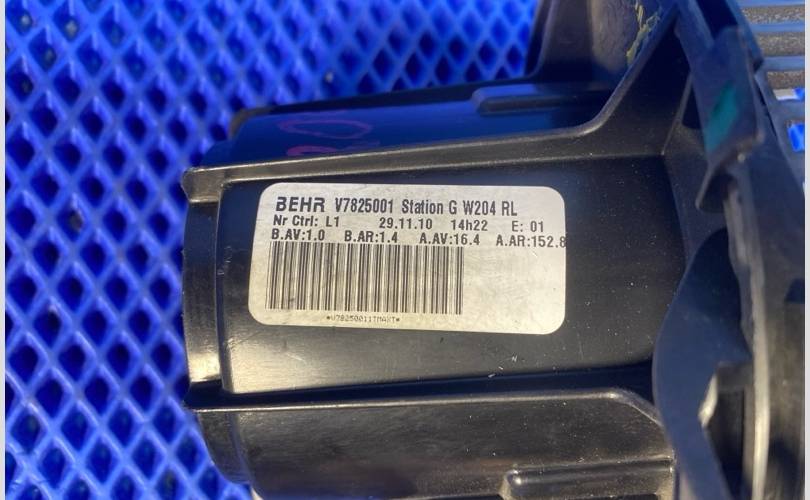 BEHR V7825001 Station G W204 RL
Nr Ctrl: L1 29.11.10 14h22 E: 01
B.AV:1.0 B.AR:1.4 A.AV:16.4 A.AR:152.8